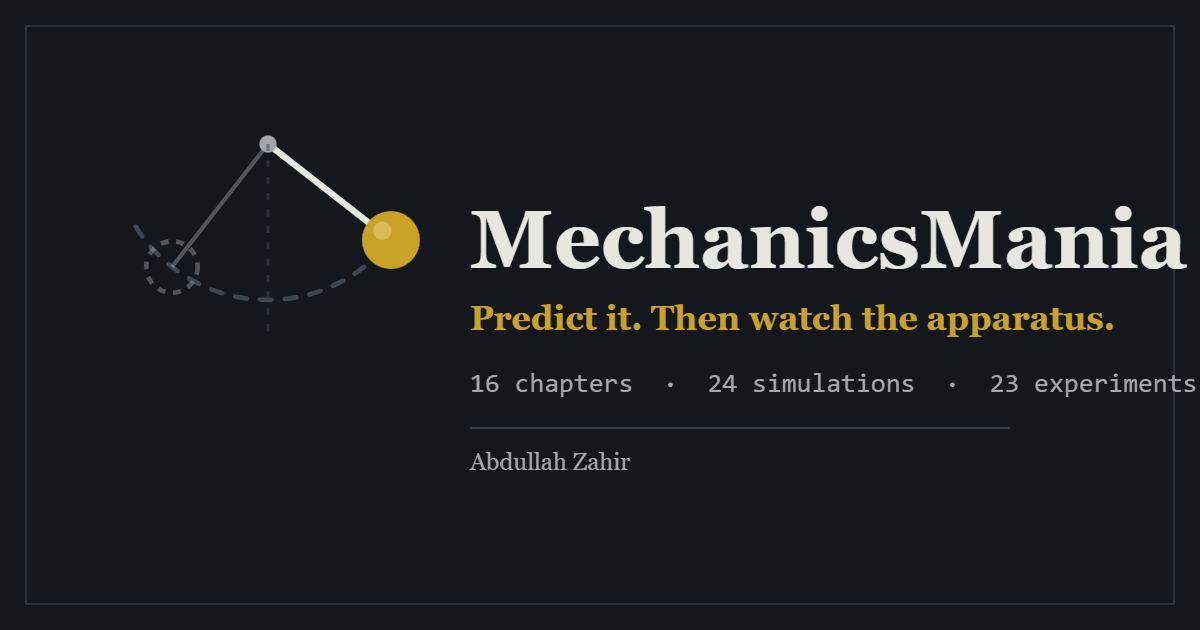 MechanicsMania
Predict it. Then watch the apparatus.
16 chapters · 24 simulations · 23 experiments
Abdullah Zahir